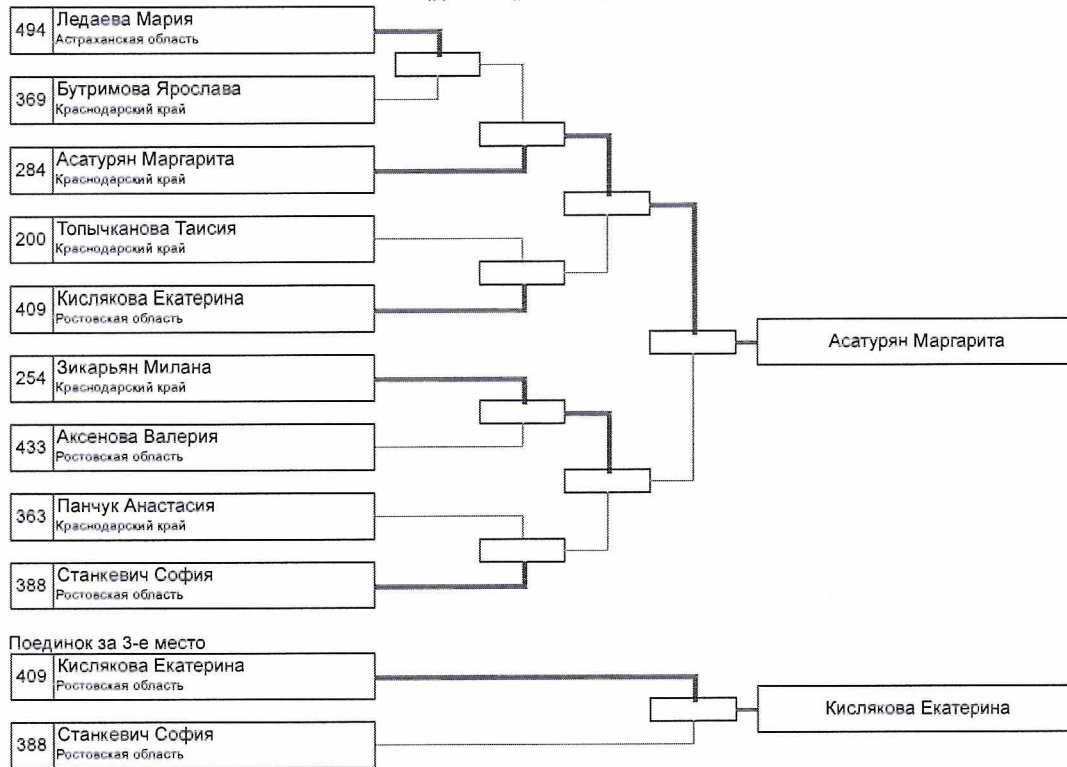 494 Ледаева Мария
Астраханская область
369 Бутримова Ярослава
Краснодарский край
284 Асатурян Маргарита
Краснодарский край
200 Топычканова Таисия
Краснодарский край
409 Кислякова Екатерина
Ростовская область
254 Зикарьян Милана
Краснодарский край
433 Аксенова Валерия
Ростовская область
363 Панчук Анастасия
Краснодарский край
388 Станкевич София
Ростовская область
Асатурян Маргарита
Поединок за 3-е место
409 Кислякова Екатерина
Ростовская область
388 Станкевич София
Ростовская область
Кислякова Екатерина